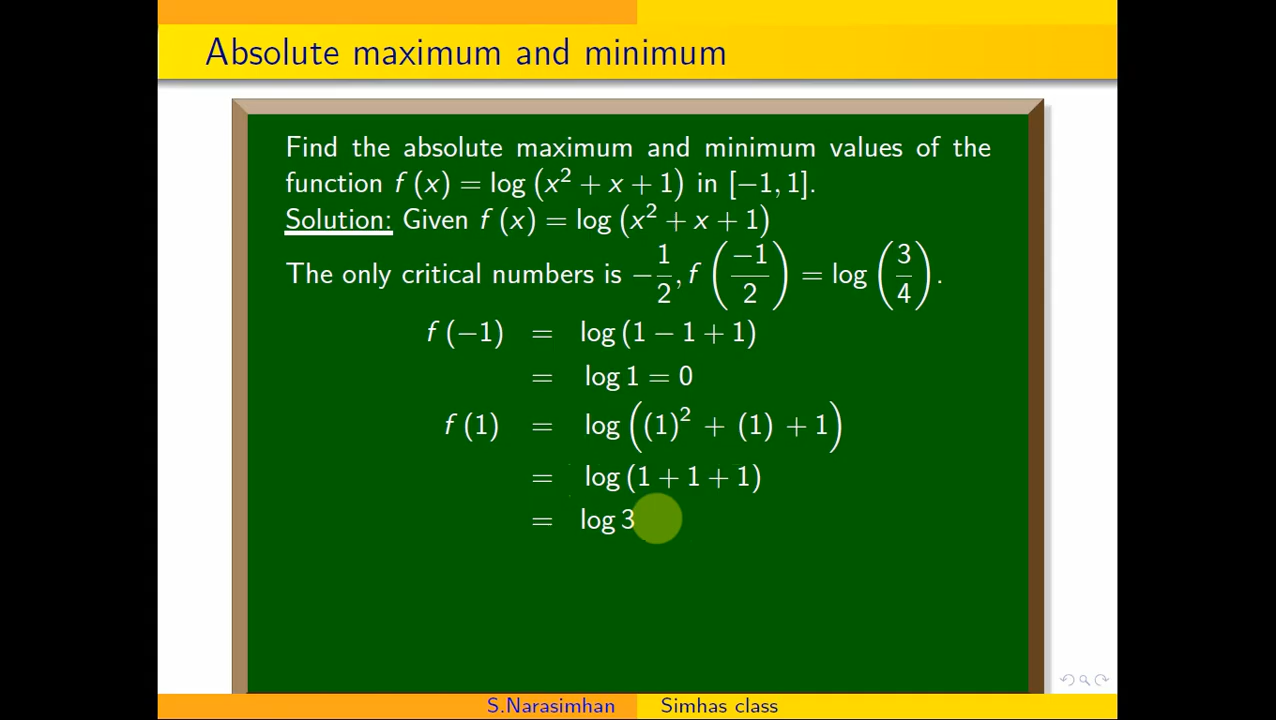 Absolute maximum and minimum
Find the absolute maximum and minimum values of the
function f (x) = log (x² + x + 1) in [−1, 1].
Solution: Given f (x) = log (x² + x + 1)
The only critical numbers is −1/2, f (−1/2) = log (3/4).
f (−1) = log (1 − 1 + 1)
= log 1 = 0
f (1) = log ((1)² + (1) + 1)
= log (1 + 1 + 1)
= log 3
S.Narasimhan Simhas class